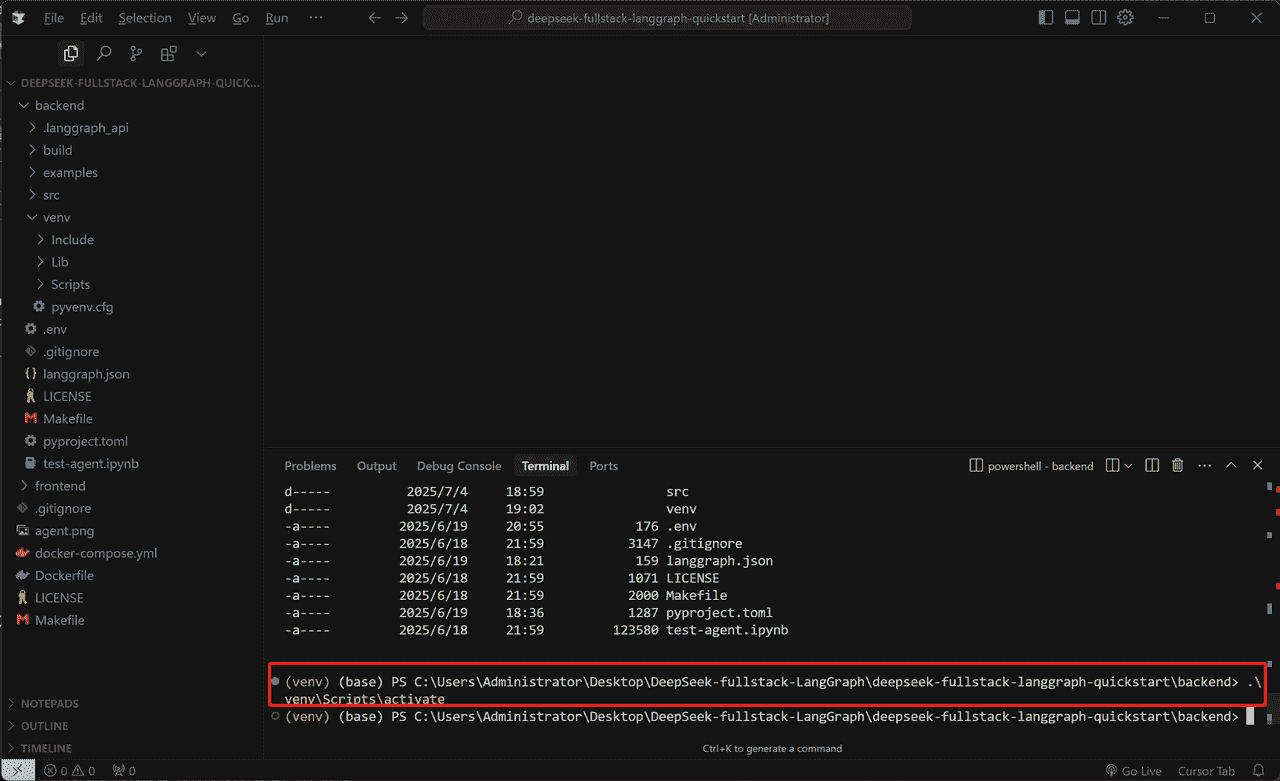 File Edit Selection View Go Run ··· deepseek-fullstack-langgraph-quickstart [Administrator]
DEEPSEEK-FULLSTACK-LANGGRAPH-QUICK...
backend
.langgraph_api
build
examples
src
venv
Include
Lib
Scripts
pyvenv.cfg
.env
.gitignore
langgraph.json
LICENSE
Makefile
pyproject.toml
test-agent.ipynb
frontend
.gitignore
agent.png
docker-compose.yml
Dockerfile
LICENSE
Makefile
NOTEPADS
OUTLINE
TIMELINE
Problems Output Debug Console Terminal Ports powershell - backend
d----- 2025/7/4 18:59 src
d----- 2025/7/4 19:02 venv
-a---- 2025/6/19 20:55 176 .env
-a---- 2025/6/18 21:59 3147 .gitignore
-a---- 2025/6/19 18:21 159 langgraph.json
-a---- 2025/6/18 21:59 1071 LICENSE
-a---- 2025/6/18 21:59 2000 Makefile
-a---- 2025/6/19 18:36 1287 pyproject.toml
-a---- 2025/6/18 21:59 123580 test-agent.ipynb
(venv) (base) PS C:\Users\Administrator\Desktop\DeepSeek-fullstack-LangGraph\deepseek-fullstack-langgraph-quickstart\backend> .\
venv\Scripts\activate
(venv) (base) PS C:\Users\Administrator\Desktop\DeepSeek-fullstack-LangGraph\deepseek-fullstack-langgraph-quickstart\backend>
Ctrl+K to generate a command
0 0 0 Go Live Cursor Tab